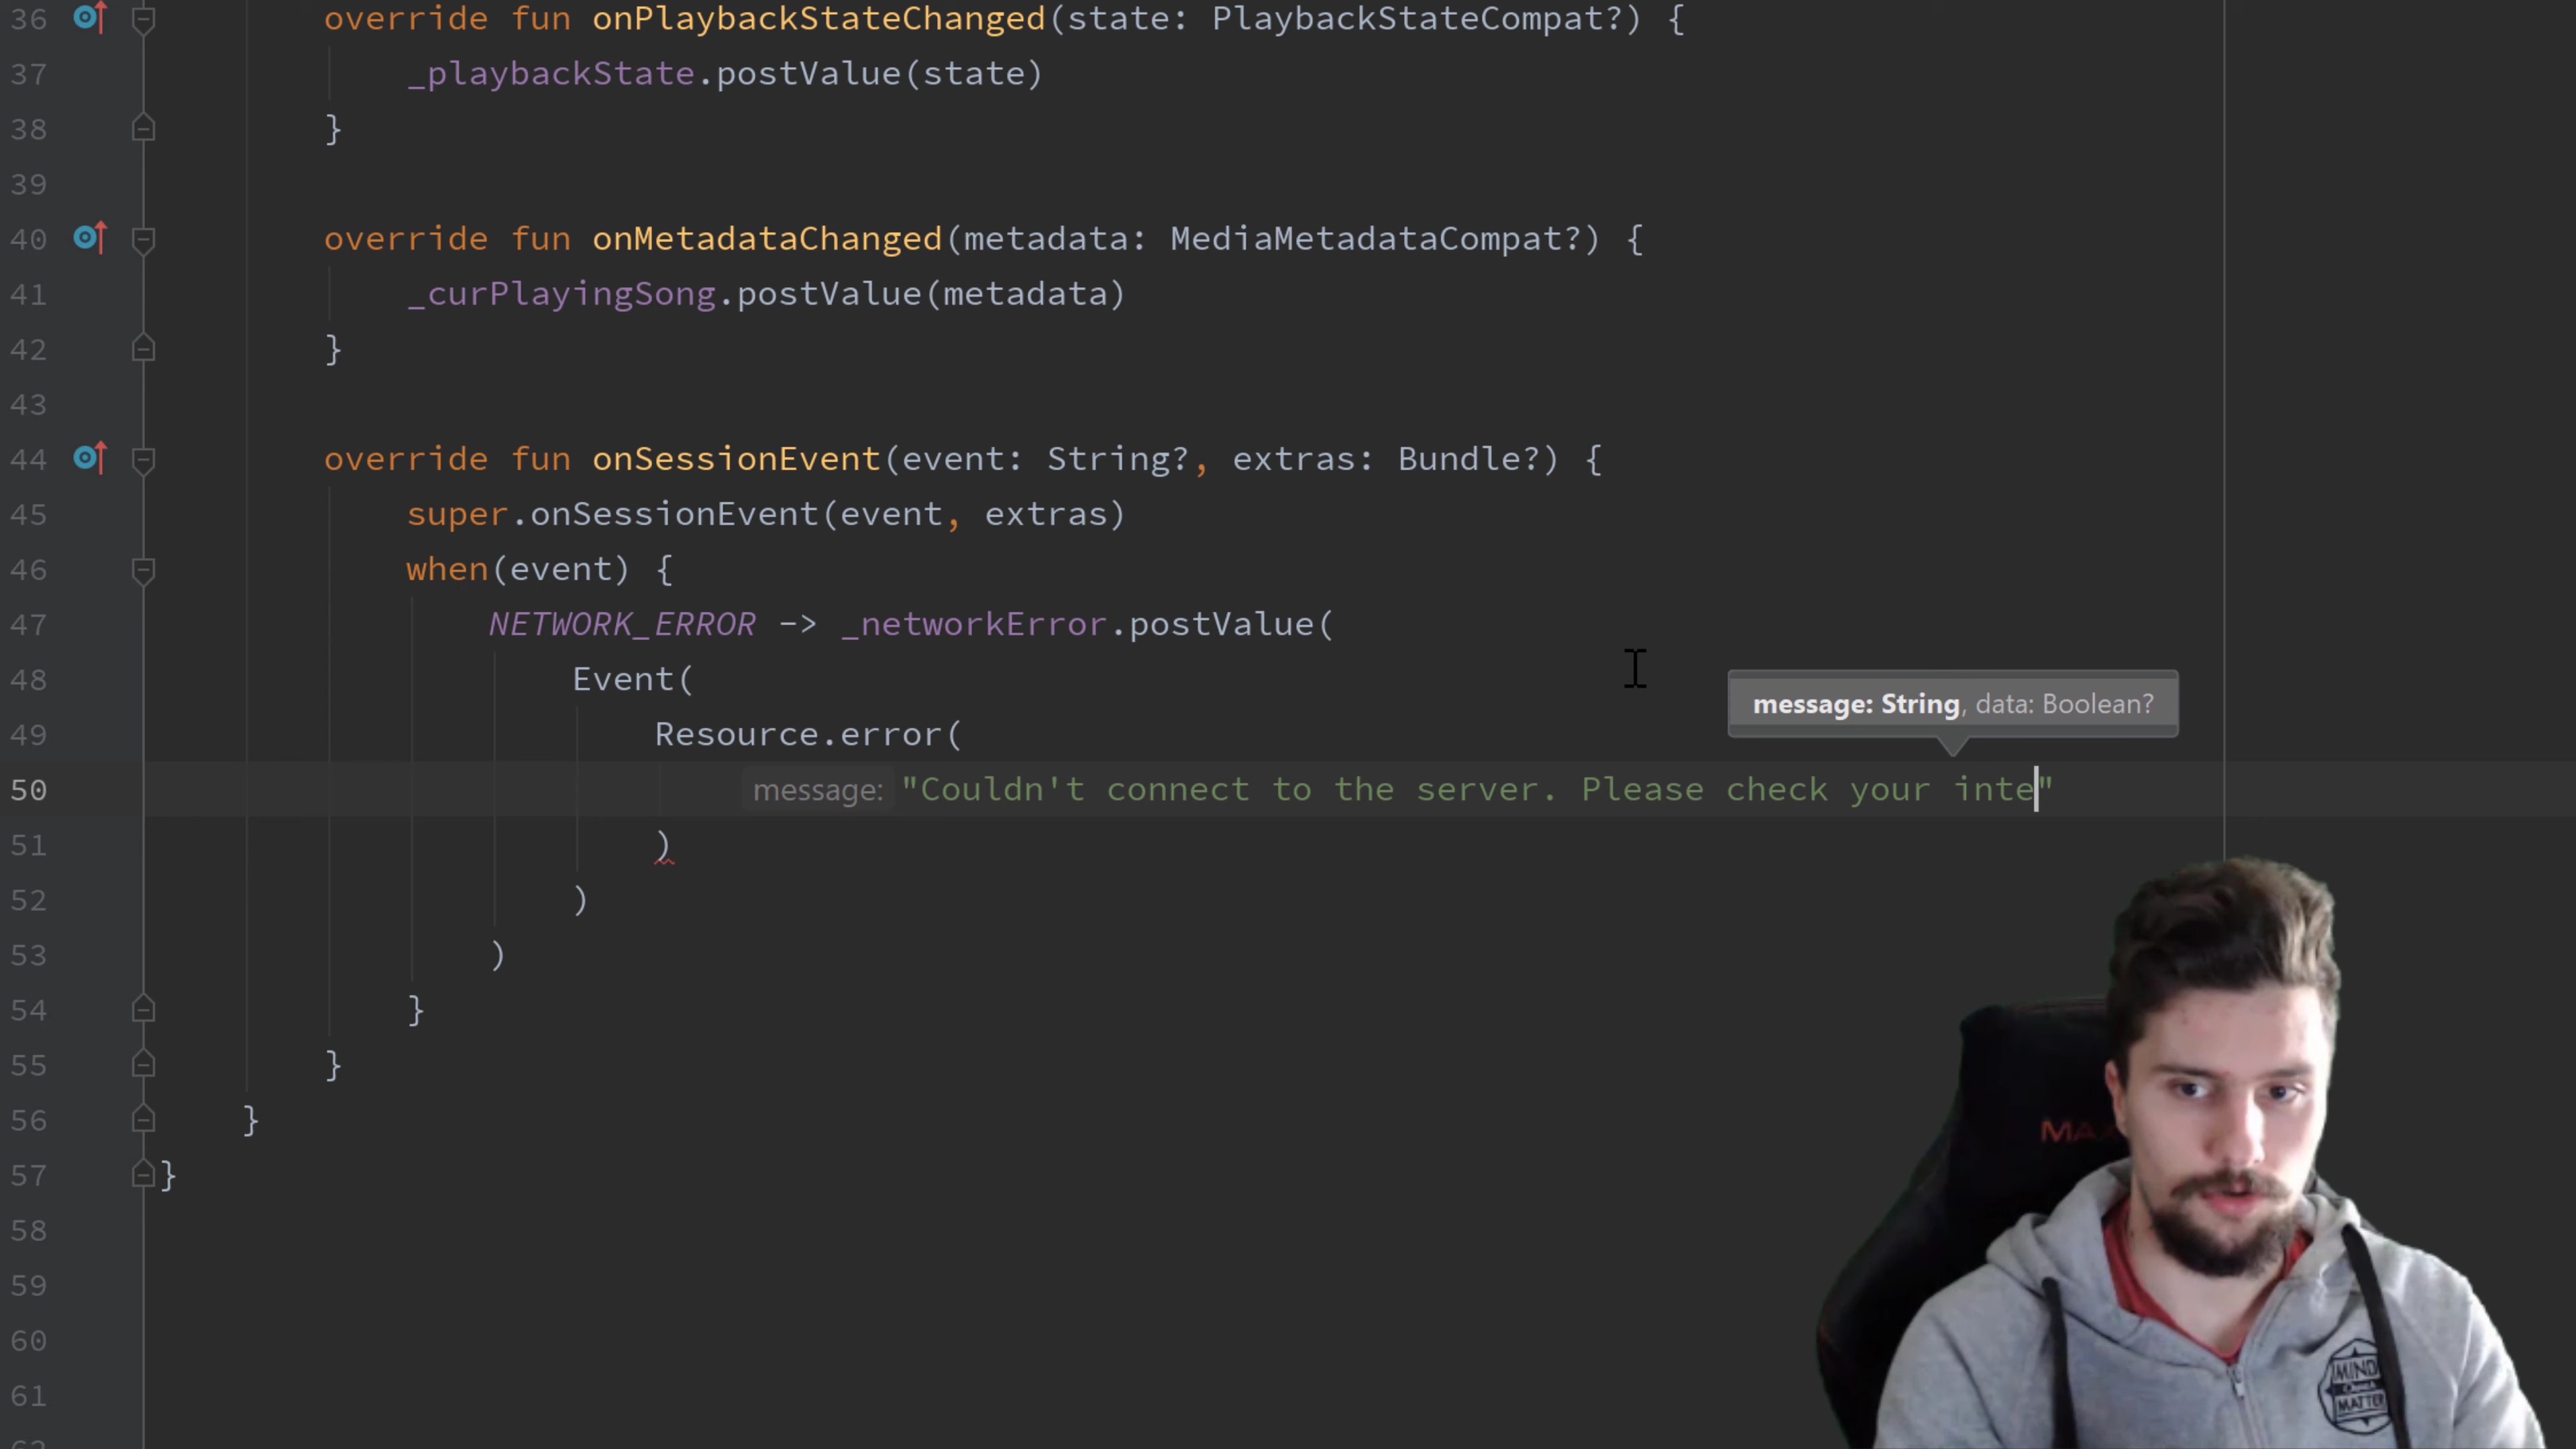 36 override fun onPlaybackStateChanged(state: PlaybackStateCompat?) {
37 _playbackState.postValue(state)
38 }
39
40 override fun onMetadataChanged(metadata: MediaMetadataCompat?) {
41 _curPlayingSong.postValue(metadata)
42 }
43
44 override fun onSessionEvent(event: String?, extras: Bundle?) {
45 super.onSessionEvent(event, extras)
46 when(event) {
47 NETWORK_ERROR -> _networkError.postValue(
48 Event(
message: String, data: Boolean?
49 Resource.error(
50 message: "Couldn't connect to the server. Please check your inte"
51 )
52 )
53 )
54 }
55 }
56 }
57 }
58
59
60
61
MAX
MIND
MATTER